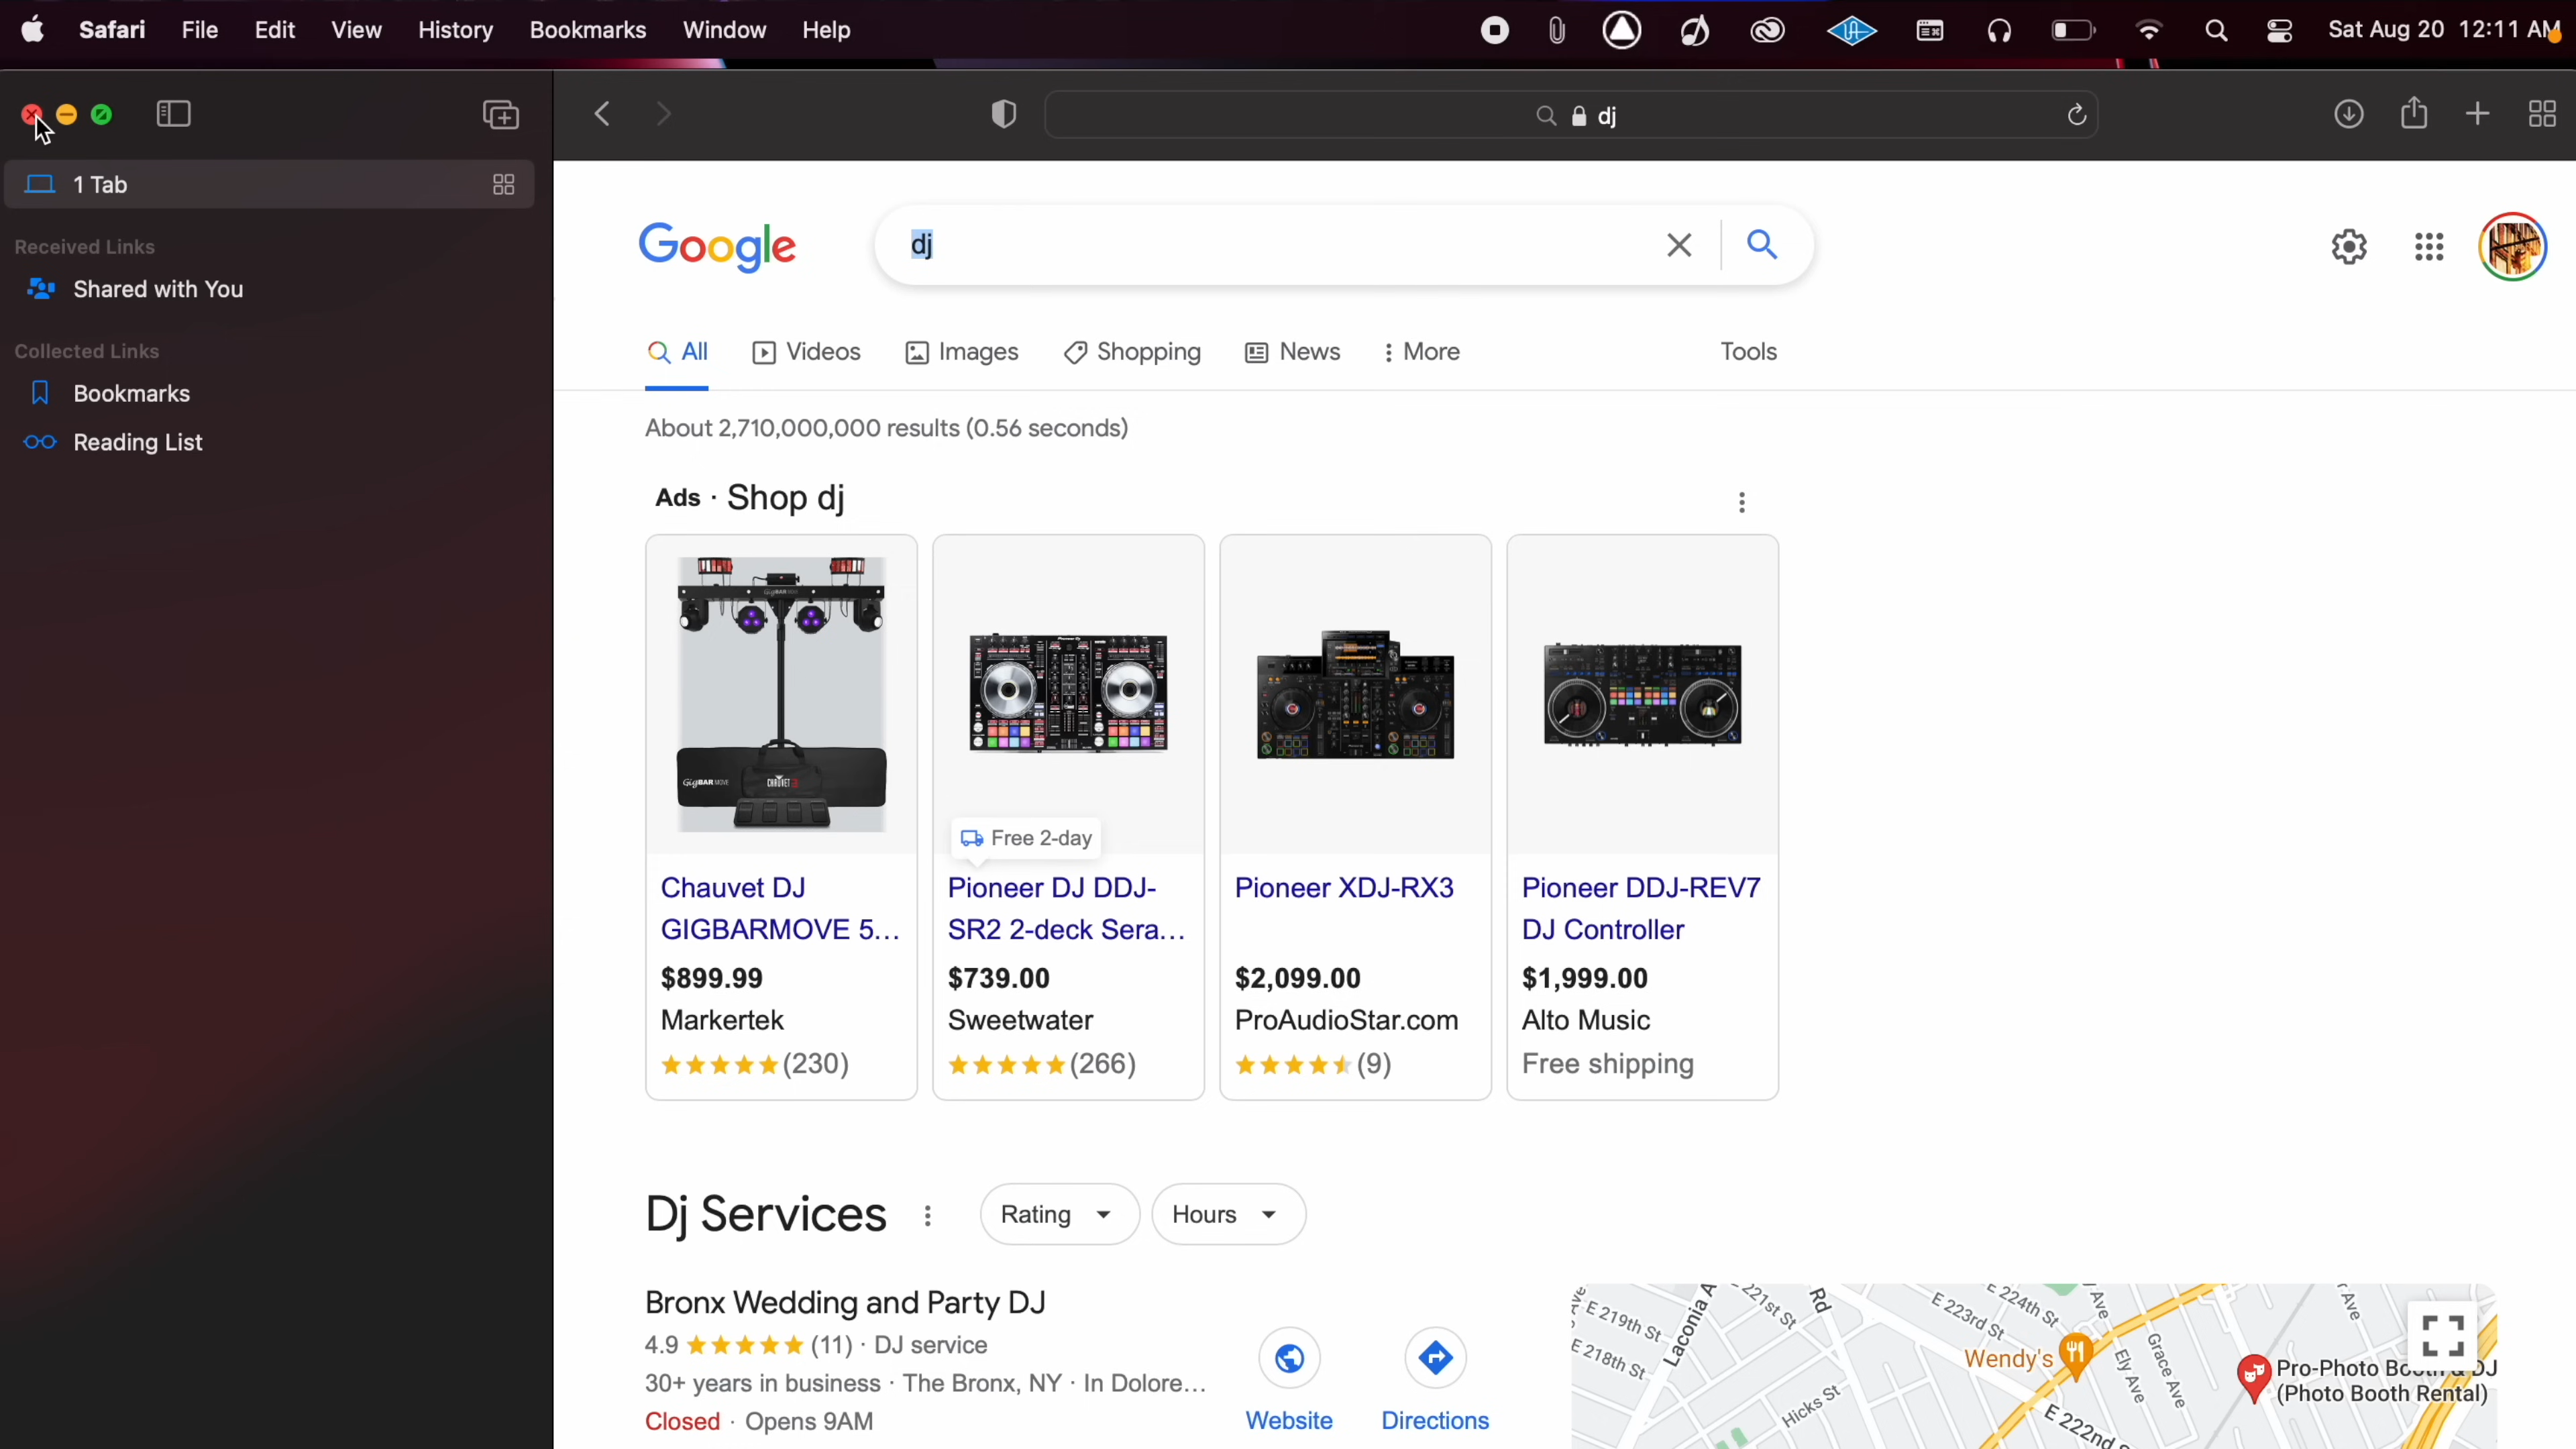 Safari File Edit View History Bookmarks Window Help Sat Aug 20 12:11 AM
dj
1 Tab
Received Links
Shared with You
Collected Links
Bookmarks
Reading List
Google dj
All Videos Images Shopping News More Tools
About 2,710,000,000 results (0.56 seconds)
Ads · Shop dj
Free 2-day
Chauvet DJ
GIGBARMOVE 5...
$899.99
Markertek
(230)
Pioneer DJ DDJ-
SR2 2-deck Sera...
$739.00
Sweetwater
(266)
Pioneer XDJ-RX3
$2,099.00
ProAudioStar.com
(9)
Pioneer DDJ-REV7
DJ Controller
$1,999.00
Alto Music
Free shipping
Dj Services Rating Hours
Bronx Wedding and Party DJ
4.9 (11) · DJ service
30+ years in business · The Bronx, NY · In Dolore...
Closed · Opens 9AM
Website Directions
E 219th St
E 218th St
Laconia A
221st St
Rd
Hicks St
E 223rd St
E 224th St
Ave
Wendy's
Ely Ave
Grace Ave
E 222nd
Pro-Photo DJ
(Photo Booth Rental)